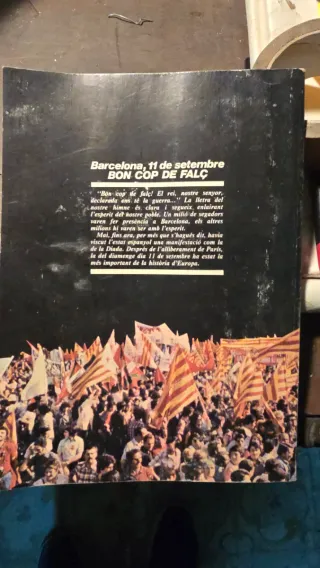 Barcelona, 11 de setembre
BON COP DE FALÇ
"Bon cop de falç! El rei, nostre senyor,
declarada ens té la guerra..." La lletra del
nostre himne és clara i segueix enlairant
l'esperit del nostre poble. Un milió de segadors
varen fer presència a Barcelona, els altres
milions hi varen ser amb l'esperit.
Mai, fins ara, per més que s'hagués dit, havia
viscut l'estat espanyol una manifestació com la
de la Diada. Després de l'alliberament de París,
la del diumenge dia 11 de setembre ha estat la
més important de la història d'Europa.